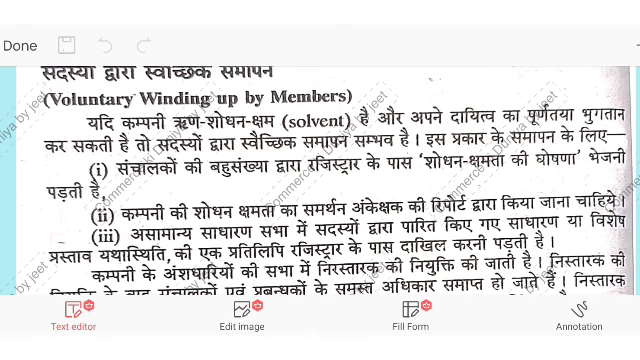 Done
सदस्यों द्वारा स्वैच्छिक समापन
(Voluntary Winding up by Members)
यदि कम्पनी ऋण-शोधन-क्षम (solvent) है और अपने दायित्व का पूर्णतया भुगतान
कर सकती है तो सदस्यों द्वारा स्वैच्छिक समापन सम्भव है। इस प्रकार के समापन के लिए—
(i) संचालकों की बहुसंख्या द्वारा रजिस्ट्रार के पास 'शोधन-क्षमता की घोषणा' भेजनी
पड़ती है,
(ii) कम्पनी की शोधन क्षमता का समर्थन अंकेक्षक की रिपोर्ट द्वारा किया जाना चाहिये।
(iii) असामान्य साधारण सभा में सदस्यों द्वारा पारित किए गए साधारण या विशेष
प्रस्ताव यथास्थिति, की एक प्रतिलिपि रजिस्ट्रार के पास दाखिल करनी पड़ती है।
कम्पनी के अंशधारियों की सभा में निस्तारक की नियुक्ति की जाती है। निस्तारक की
के बाद संचालकों एवं प्रबन्धकों के समस्त अधिकार समाप्त हो जाते हैं। निस्तारक
Text editor
Edit image
Fill Form
Annotation